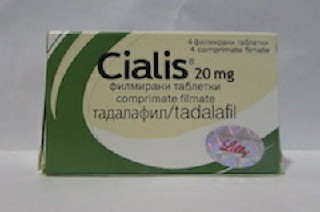 4 филмирани таблетки
4 comprimate filmate
Cialis® 20 mg
филмирани таблетки
comprimate filmate
тадалафил/tadalafil
Lilly